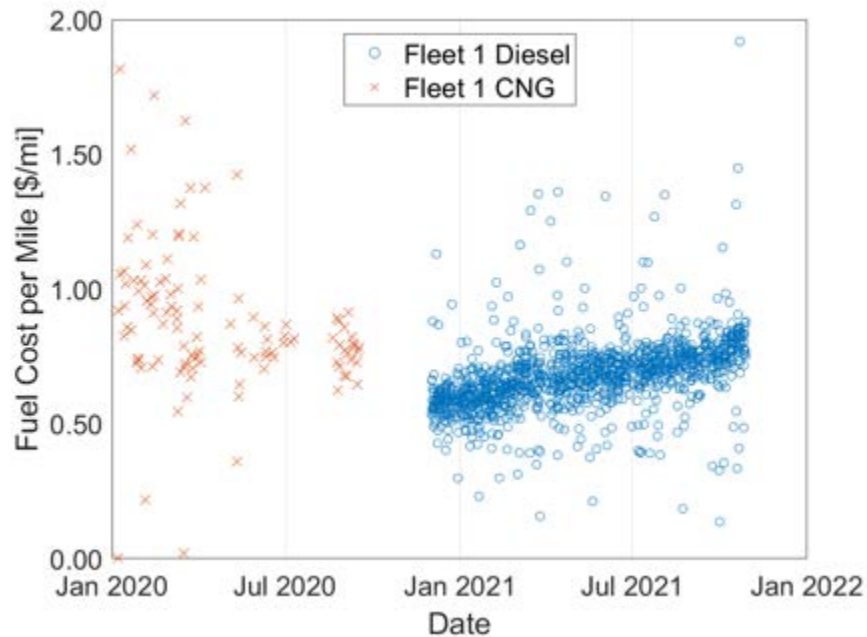 2.00
Fleet 1 Diesel
Fleet 1 CNG
1.50
1.00
0.50
0.00
Fuel Cost per Mile [$/mi]
Jan 2020 Jul 2020 Jan 2021 Jul 2021 Jan 2022
Date